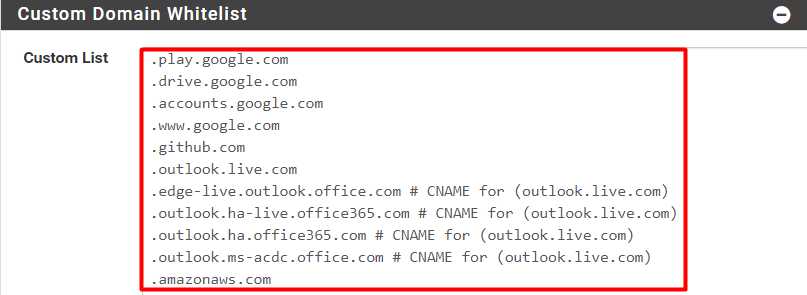 Custom Domain Whitelist
Custom List
.play.google.com
.drive.google.com
.accounts.google.com
.www.google.com
.github.com
.outlook.live.com
.edge-live.outlook.office.com # CNAME for (outlook.live.com)
.outlook.ha-live.office365.com # CNAME for (outlook.live.com)
.outlook.ha.office365.com # CNAME for (outlook.live.com)
.outlook.ms-acdc.office.com # CNAME for (outlook.live.com)
.amazonaws.com